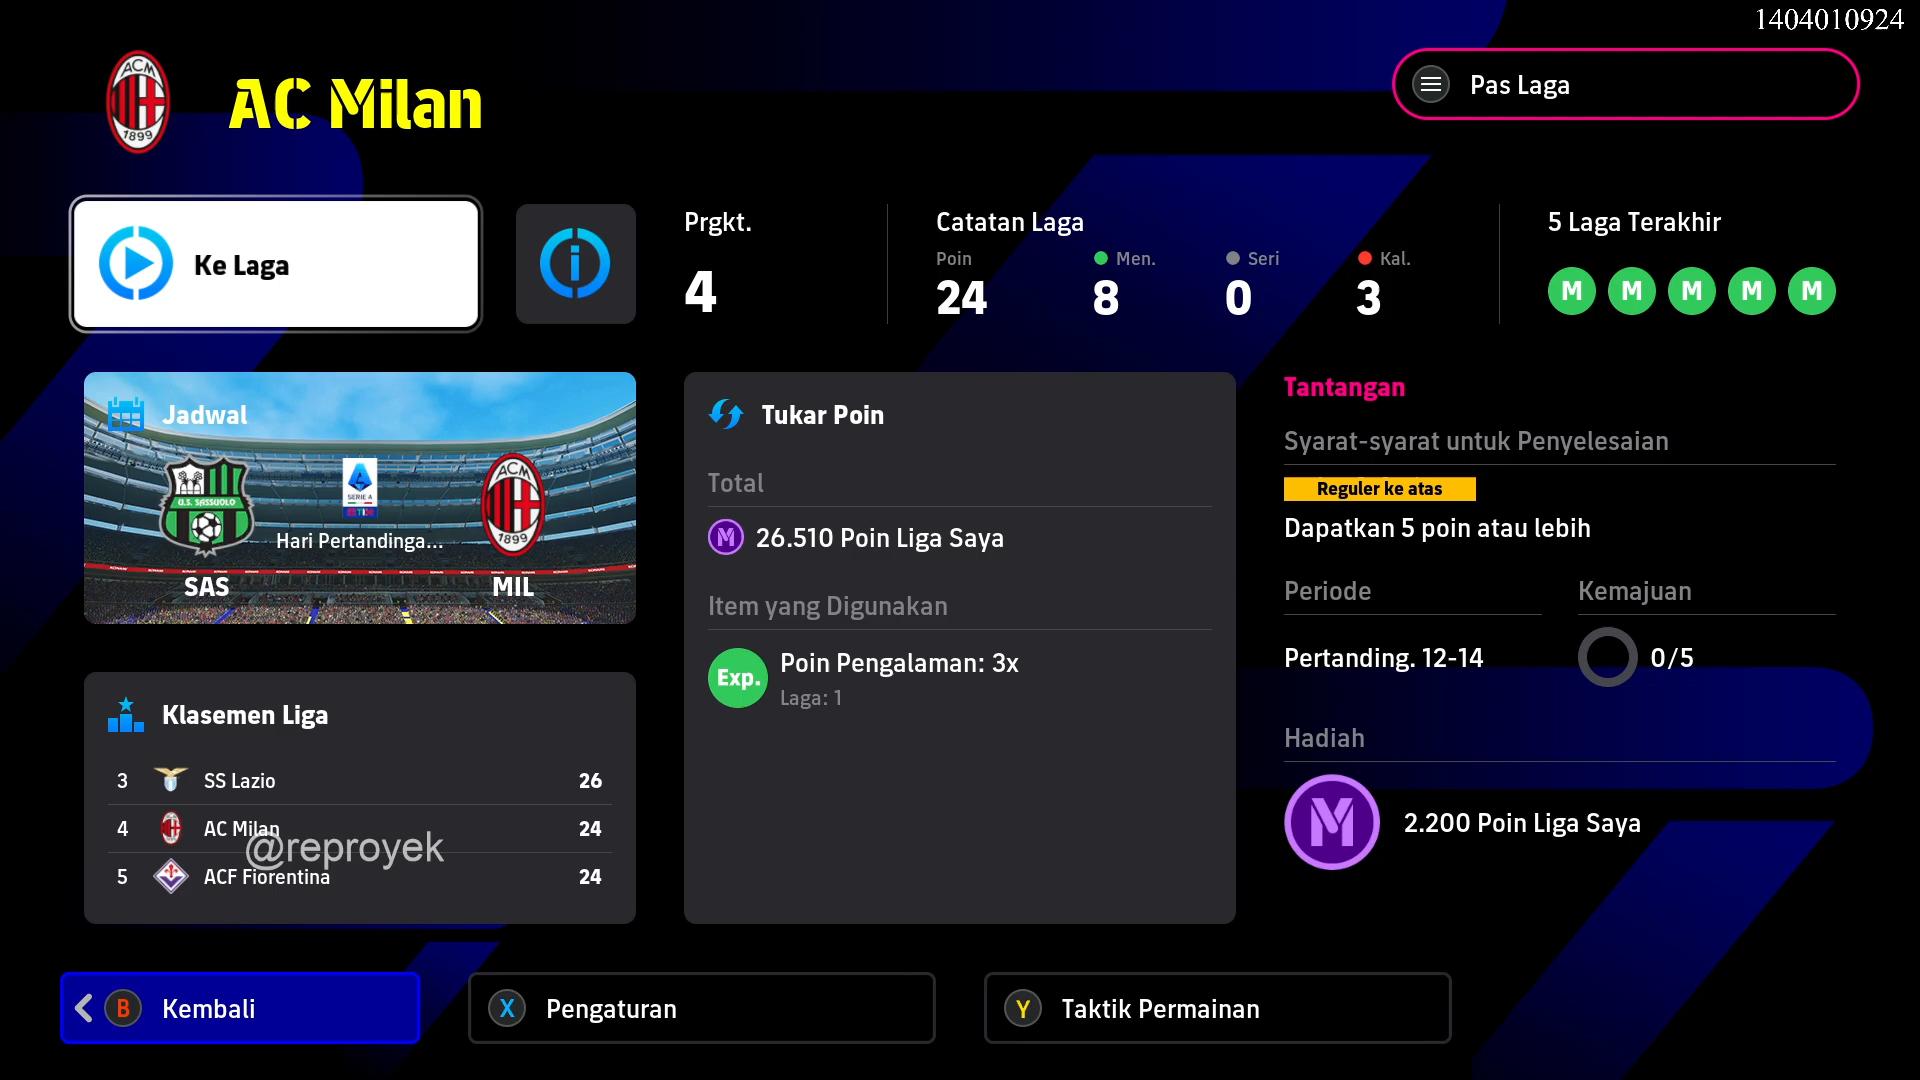 1404010924
AC Milan
Pas Laga
Ke Laga
Prgkt.
4
Catatan Laga
Poin Men. Seri Kal.
24 8 0 3
5 Laga Terakhir
M M M M M
Jadwal
ACM
1899
U.S. SASSUOLO
SERIE A
Hari Pertandinga...
SAS MIL
Klasemen Liga
3 SS Lazio 26
4 AC Milan 24
5 ACF Fiorentina 24
@reproyek
Tukar Poin
Total
M 26.510 Poin Liga Saya
Item yang Digunakan
Exp. Poin Pengalaman: 3x
Laga: 1
Tantangan
Syarat-syarat untuk Penyelesaian
Reguler ke atas
Dapatkan 5 poin atau lebih
Periode Kemajuan
Pertanding. 12-14 0/5
Hadiah
M 2.200 Poin Liga Saya
B Kembali
X Pengaturan
Y Taktik Permainan